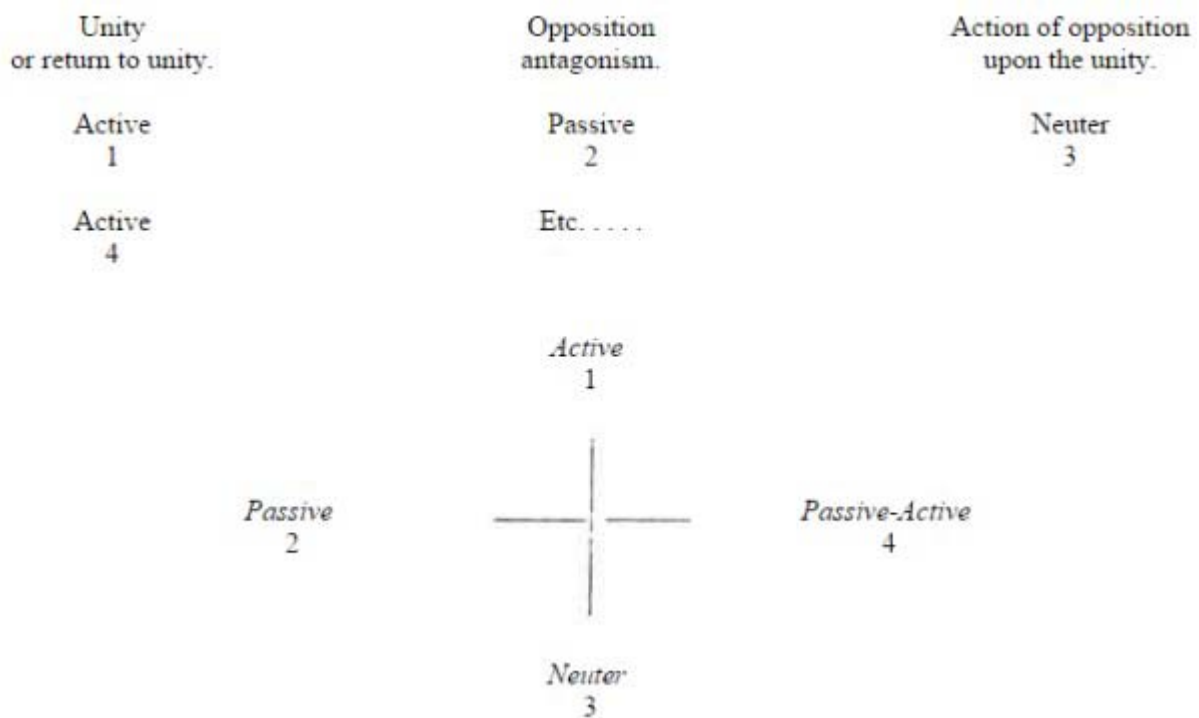 Unity
or return to unity.
Opposition
antagonism.
Action of opposition
upon the unity.
Active
1
Passive
2
Neuter
3
Active
4
Etc. . . . .
Active
1
Passive
2
Passive-Active
4
Neuter
3